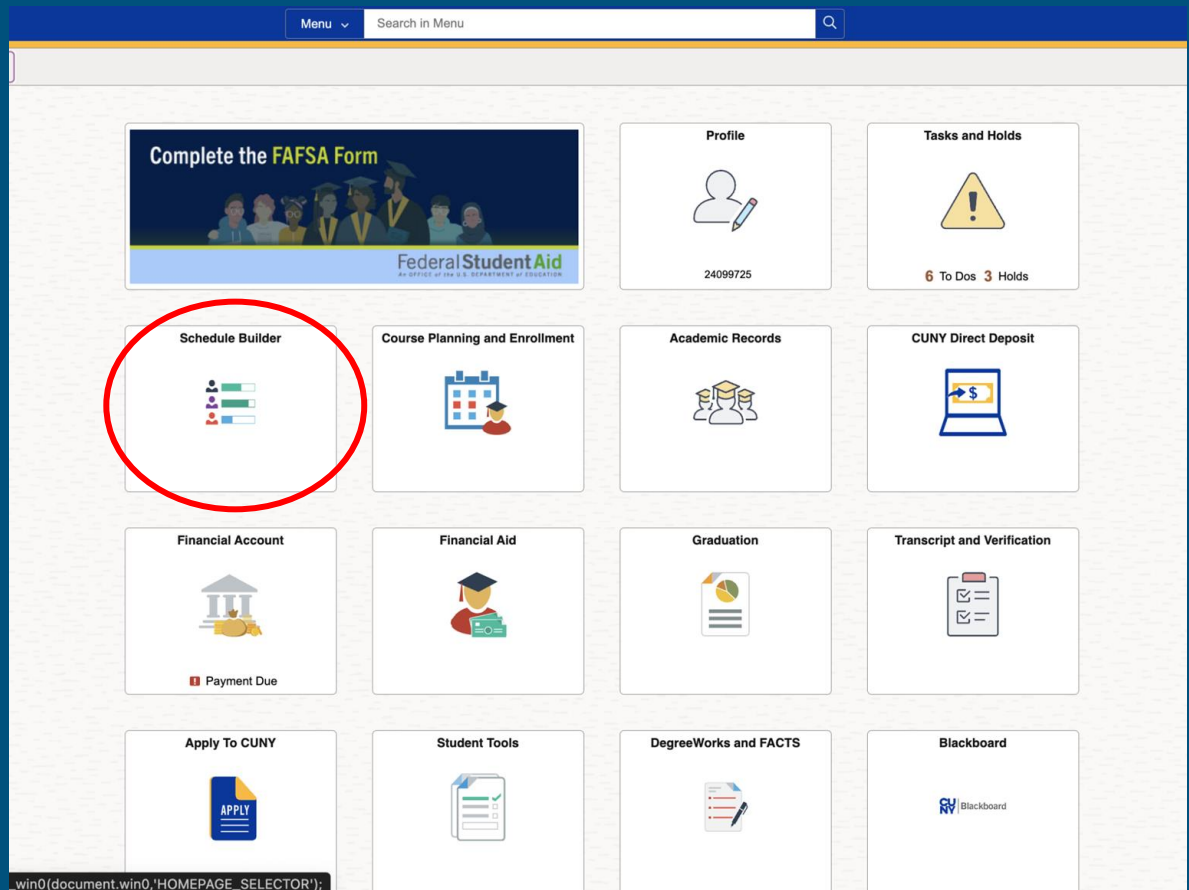 Menu
Search in Menu
Complete the FAFSA Form
Federal Student Aid
An OFFICE of the U.S. DEPARTMENT of EDUCATION
Profile
24099725
Tasks and Holds
6 To Dos 3 Holds
Schedule Builder
Course Planning and Enrollment
Academic Records
CUNY Direct Deposit
$
Financial Account
Payment Due
Financial Aid
Graduation
Transcript and Verification
Apply To CUNY
APPLY
Student Tools
DegreeWorks and FACTS
Blackboard
CUNY Blackboard
win0(document.win0,'HOMEPAGE_SELECTOR');